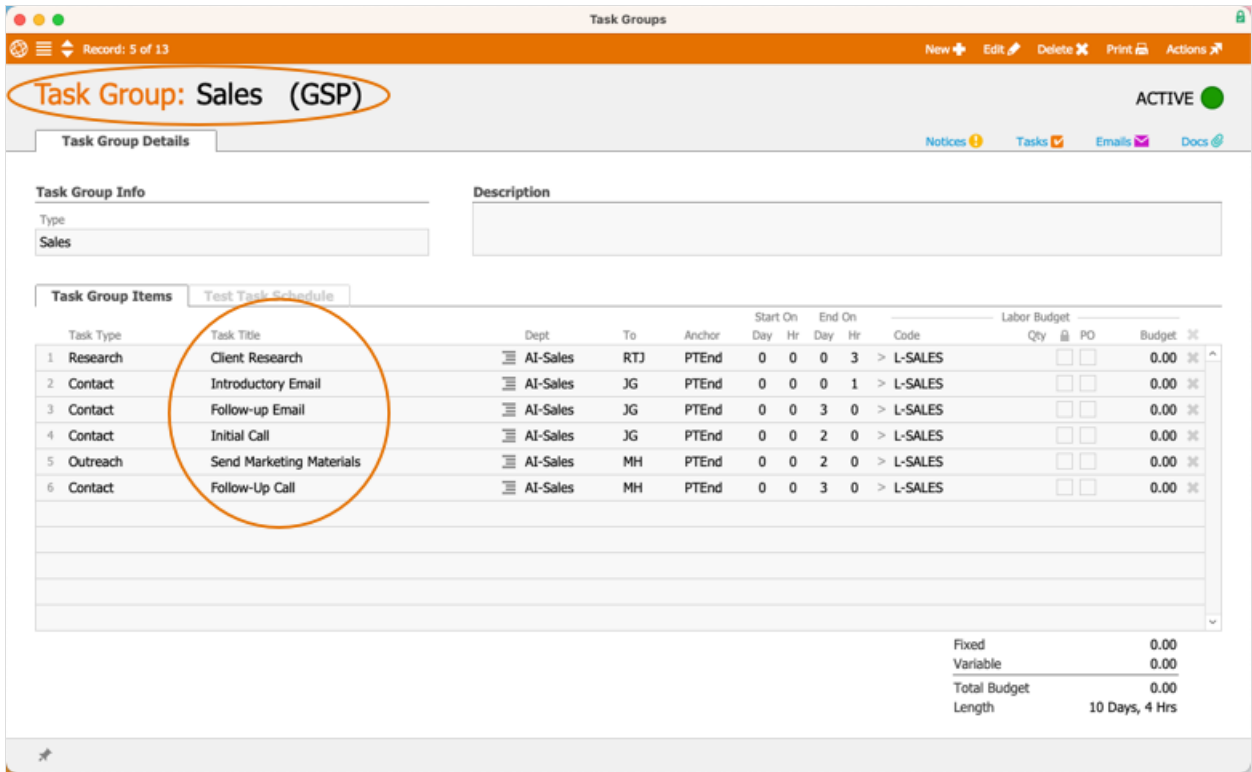 Task Groups
Record: 5 of 13 New Edit Delete Print Actions
Task Group: Sales (GSP) ACTIVE
Task Group Details Notices Tasks Emails Docs
Task Group Info Description
Type
Sales
Task Group Items Test Task Schedule
Start On End On Labor Budget
Task Type Task Title Dept To Anchor Day Hr Day Hr Code Qty PO Budget
1 Research Client Research AI-Sales RTJ PTEnd 0 0 0 3 > L-SALES 0.00
2 Contact Introductory Email AI-Sales JG PTEnd 0 0 0 1 > L-SALES 0.00
3 Contact Follow-up Email AI-Sales JG PTEnd 0 0 3 0 > L-SALES 0.00
4 Contact Initial Call AI-Sales JG PTEnd 0 0 2 0 > L-SALES 0.00
5 Outreach Send Marketing Materials AI-Sales MH PTEnd 0 0 2 0 > L-SALES 0.00
6 Contact Follow-Up Call AI-Sales MH PTEnd 0 0 3 0 > L-SALES 0.00
Fixed 0.00
Variable 0.00
Total Budget 0.00
Length 10 Days, 4 Hrs